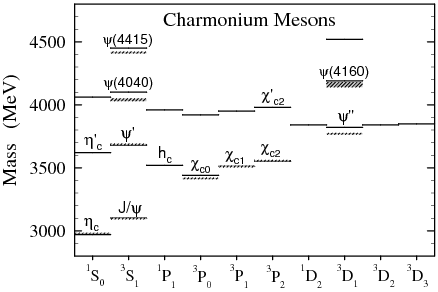 Charmonium Mesons
Mass (MeV)
4500
4000
3500
3000
ψ(4415)
ψ(4040)
ψ(4160)
χ'c2
ψ''
η'c
ψ'
hc
χc0
χc1
χc2
ηc
J/ψ
¹S₀ ³S₁ ¹P₁ ³P₀ ³P₁ ³P₂ ¹D₂ ³D₁ ³D₂ ³D₃